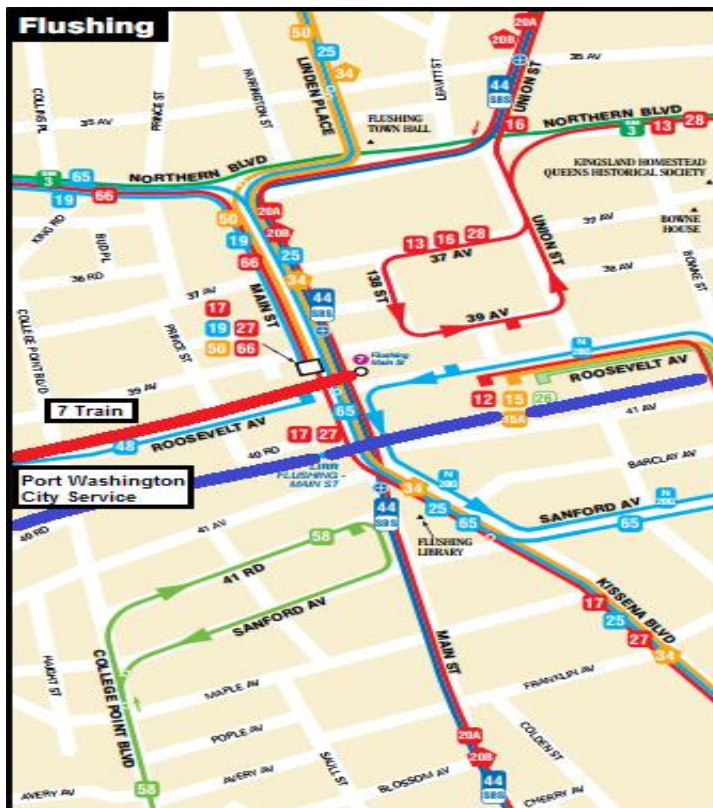 Flushing
20A
20B
50
25
34
35 AV
COLLINS PL
PRINCE ST
FARRINGTON ST
LINDEN PLACE
LEAVITT ST
44
SBS
UNION ST
35 AV
FLUSHING
TOWN HALL
16
NORTHERN BLVD
SM
3
13
28
SM
3
65
19
66
NORTHERN BLVD
KINGSLAND HOMESTEAD
QUEENS HISTORICAL SOCIETY
KING RD
50
19
66
20A
20B
25
34
13
16
28
37 AV
UNION ST
37 AV
BOWNE
HOUSE
BUD PL
36 RD
37 AV
MAIN ST
44
SBS
138 ST
38 AV
BOWNE ST
39 AV
17
19
27
50
66
COLLEGE POINT BLVD
PRINCE ST
7
Flushing
Main St
N
20G
39 AV
ROOSEVELT AV
7 Train
65
12
15
26
15A
41 AV
48
ROOSEVELT AV
17
27
40 RD
LIRR
FLUSHING -
MAIN ST
BARCLAY AV
Port Washington
City Service
34
N
20G
N
20G
40 RD
41 AV
44
SBS
25
65
SANFORD AV
65
58
FLUSHING
LIBRARY
41 RD
SANFORD AV
17
25
27
34
KISSENA BLVD
MAIN ST
HAIGHT ST
COLLEGE POINT BLVD
MAPLE AV
FRANKLIN AV
POPLE AV
SAULL ST
COLDEN ST
20A
20B
44
SBS
AVERY AV
58
AVERY AV
BLOSSOM AV
CHERRY AV